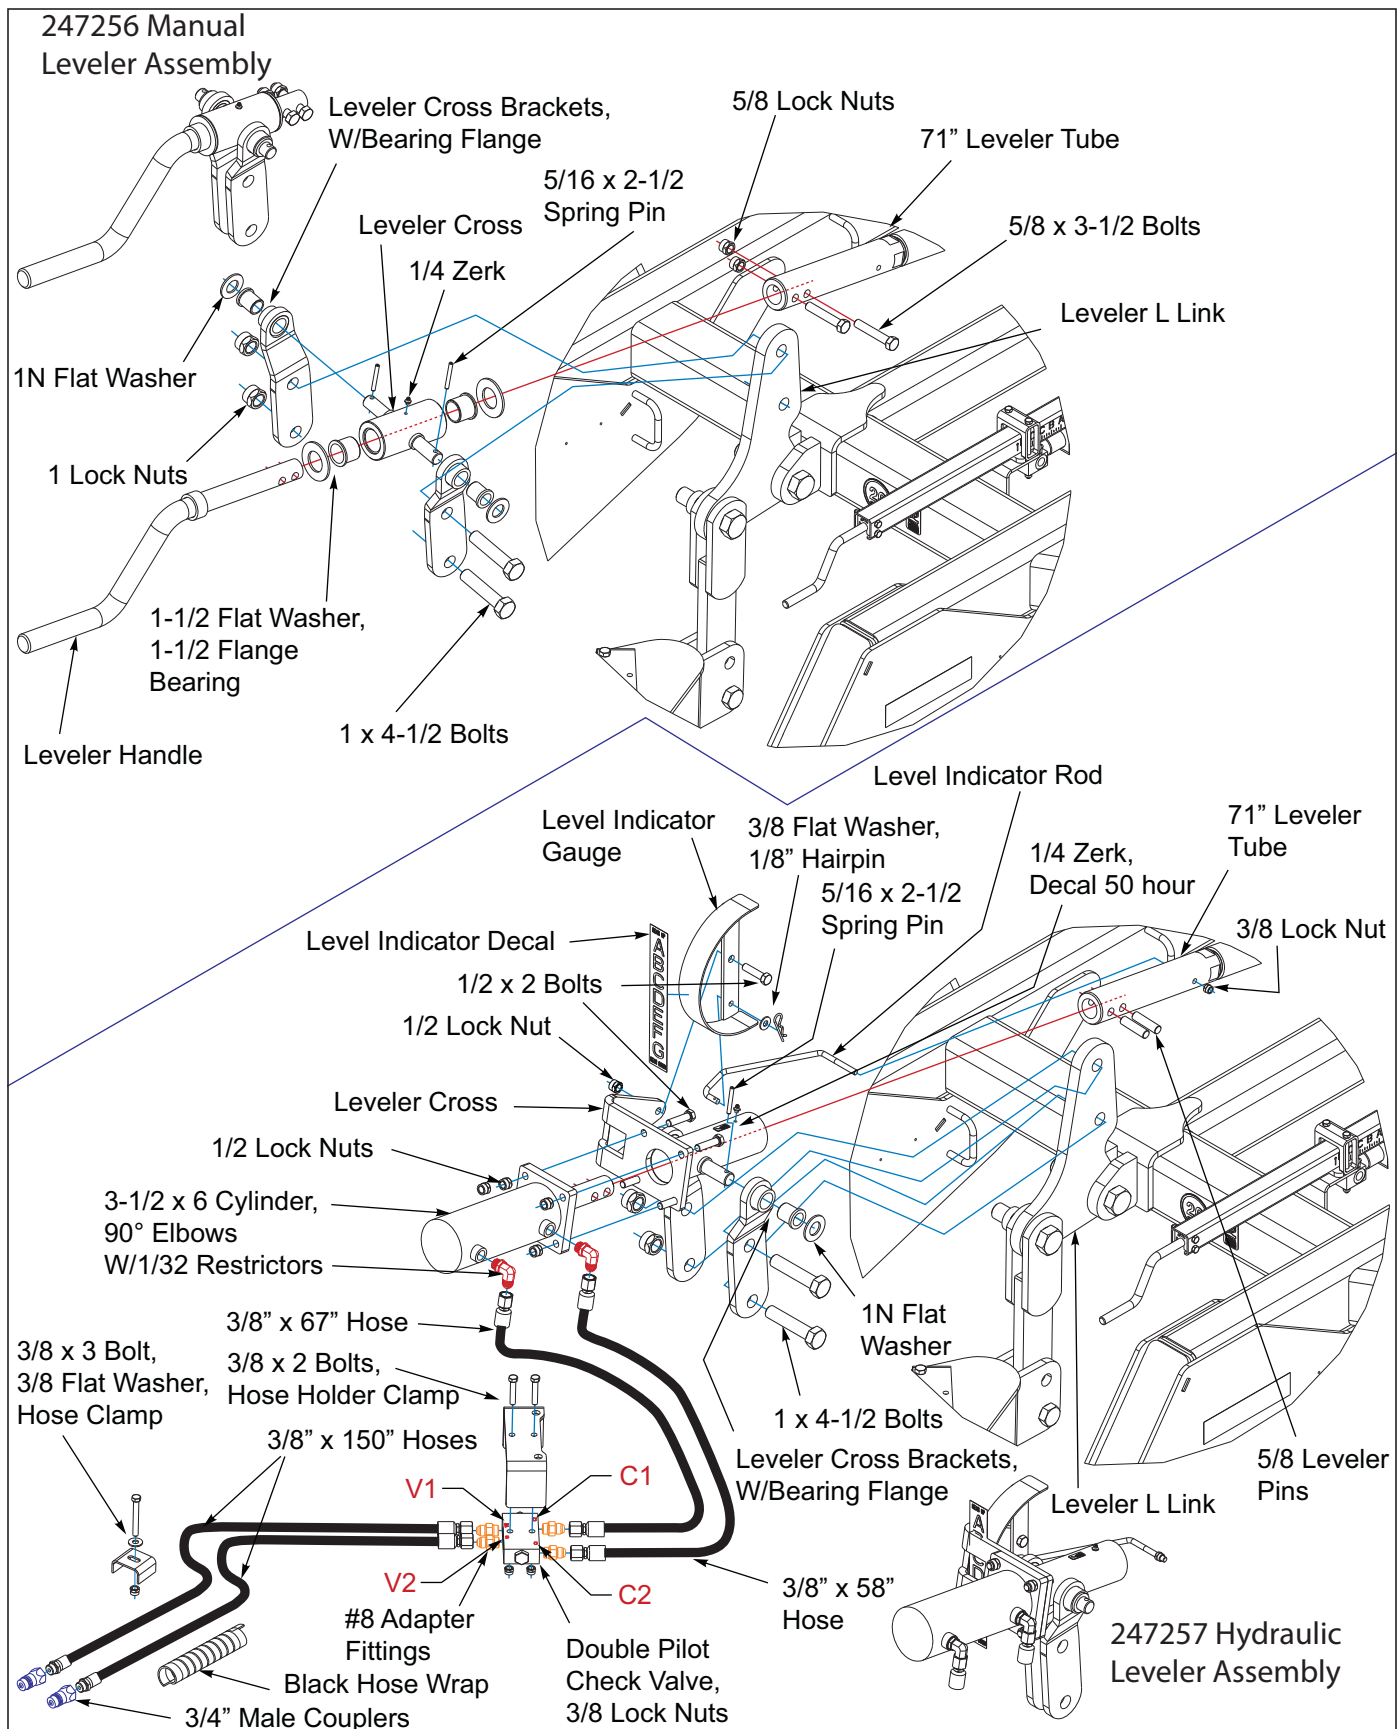 247256 Manual
Leveler Assembly
Leveler Cross Brackets,
W/Bearing Flange
5/8 Lock Nuts
71” Leveler Tube
5/16 x 2-1/2
Spring Pin
Leveler Cross
5/8 x 3-1/2 Bolts
1/4 Zerk
Leveler L Link
1N Flat Washer
1 Lock Nuts
1-1/2 Flat Washer,
1-1/2 Flange
Bearing
1 x 4-1/2 Bolts
Leveler Handle
Level Indicator Rod
Level Indicator
Gauge
3/8 Flat Washer,
1/8” Hairpin
71” Leveler
Tube
1/4 Zerk,
Decal 50 hour
5/16 x 2-1/2
Spring Pin
3/8 Lock Nut
Level Indicator Decal
A
B
C
D
E
F
G
1/2 x 2 Bolts
1/2 Lock Nut
Leveler Cross
1/2 Lock Nuts
3-1/2 x 6 Cylinder,
90° Elbows
W/1/32 Restrictors
3/8” x 67” Hose
1N Flat
Washer
3/8 x 3 Bolt,
3/8 Flat Washer,
Hose Clamp
3/8 x 2 Bolts,
Hose Holder Clamp
1 x 4-1/2 Bolts
3/8” x 150” Hoses
Leveler Cross Brackets,
W/Bearing Flange
5/8 Leveler
Pins
V1
C1
Leveler L Link
V2
C2
3/8” x 58”
Hose
#8 Adapter
Fittings
Double Pilot
Check Valve,
3/8 Lock Nuts
Black Hose Wrap
3/4” Male Couplers
247257 Hydraulic
Leveler Assembly